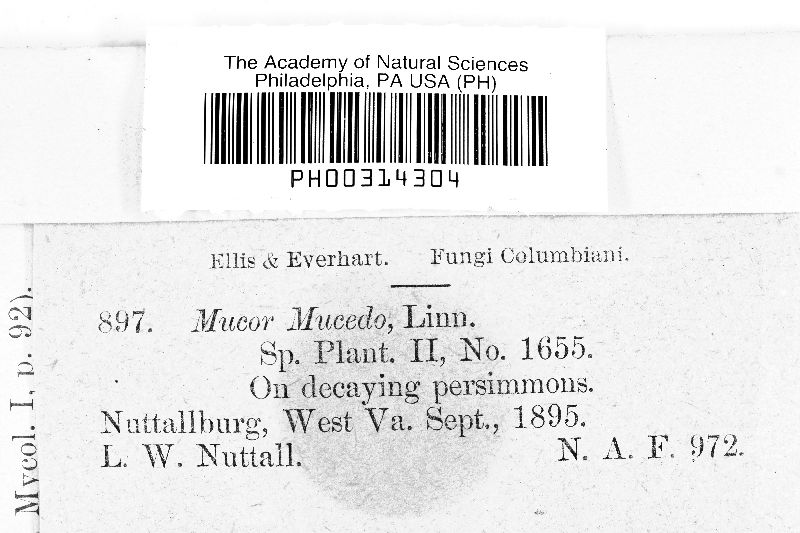 The Academy of Natural Sciences
Philadelphia, PA USA (PH)
PH00314304
Ellis & Everhart. Fungi Columbiani.
897. Mucor Mucedo, Linn.
Sp. Plant. II, No. 1655.
On decaying persimmons.
Nuttallburg, West Va. Sept., 1895.
L. W. Nuttall. N. A. F. 972.
Mycol. I, p. 92).